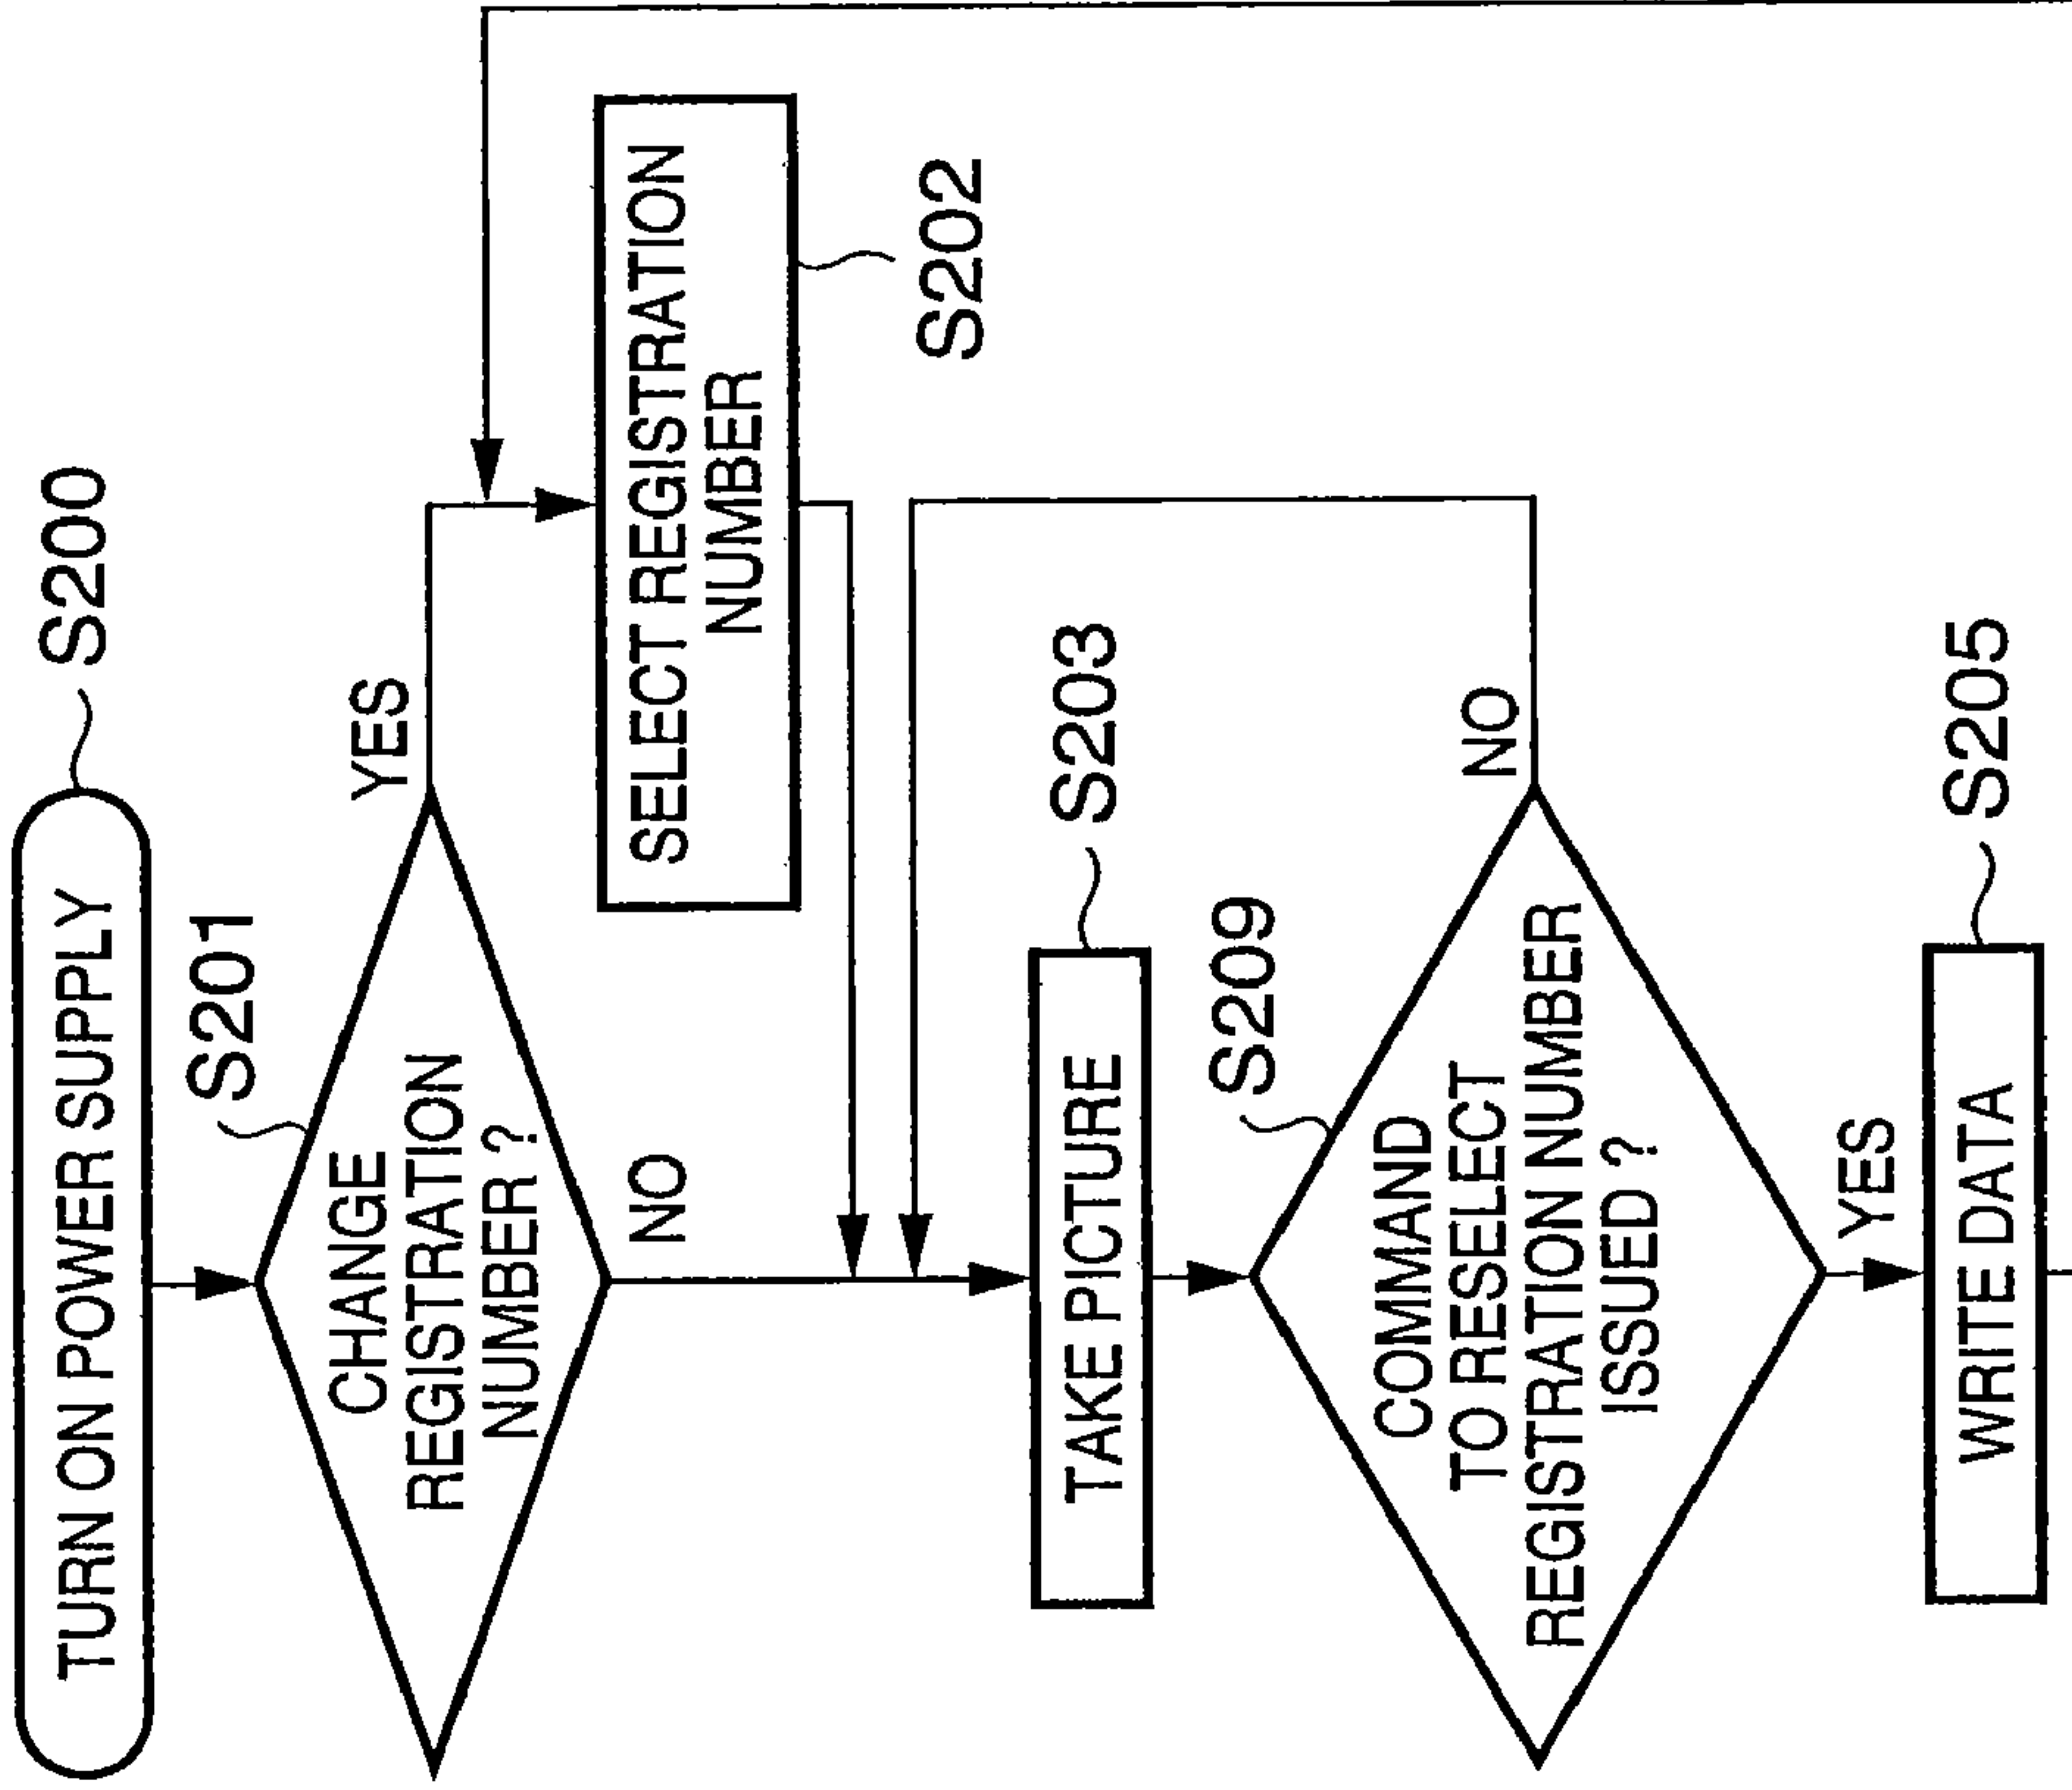 TURN ON POWER SUPPLY
S200
S201
CHANGE
REGISTRATION
NUMBER ?
YES
NO
SELECT REGISTRATION
NUMBER
S202
TAKE PICTURE
S203
S209
COMMAND
TO RESELECT
REGISTRATION NUMBER
ISSUED ?
NO
YES
WRITE DATA
S205